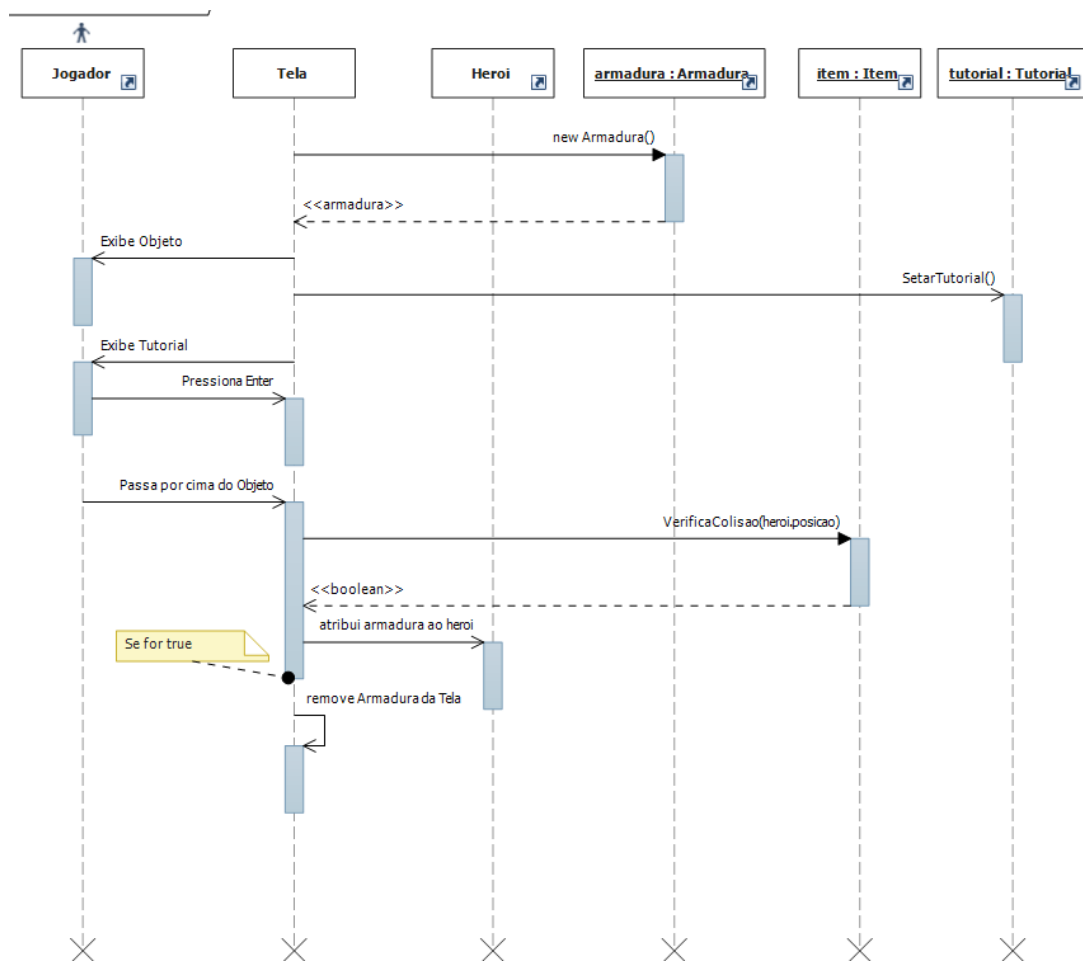 Jogador
Tela
Heroi
armadura : Armadura
item : Item
tutorial : Tutorial
new Armadura()
<<armadura>>
Exibe Objeto
SetarTutorial()
Exibe Tutorial
Pressiona Enter
Passa por cima do Objeto
VerificaColisao(heroi.posicao)
<<boolean>>
atribui armadura ao heroi
Se for true
remove Armadura da Tela